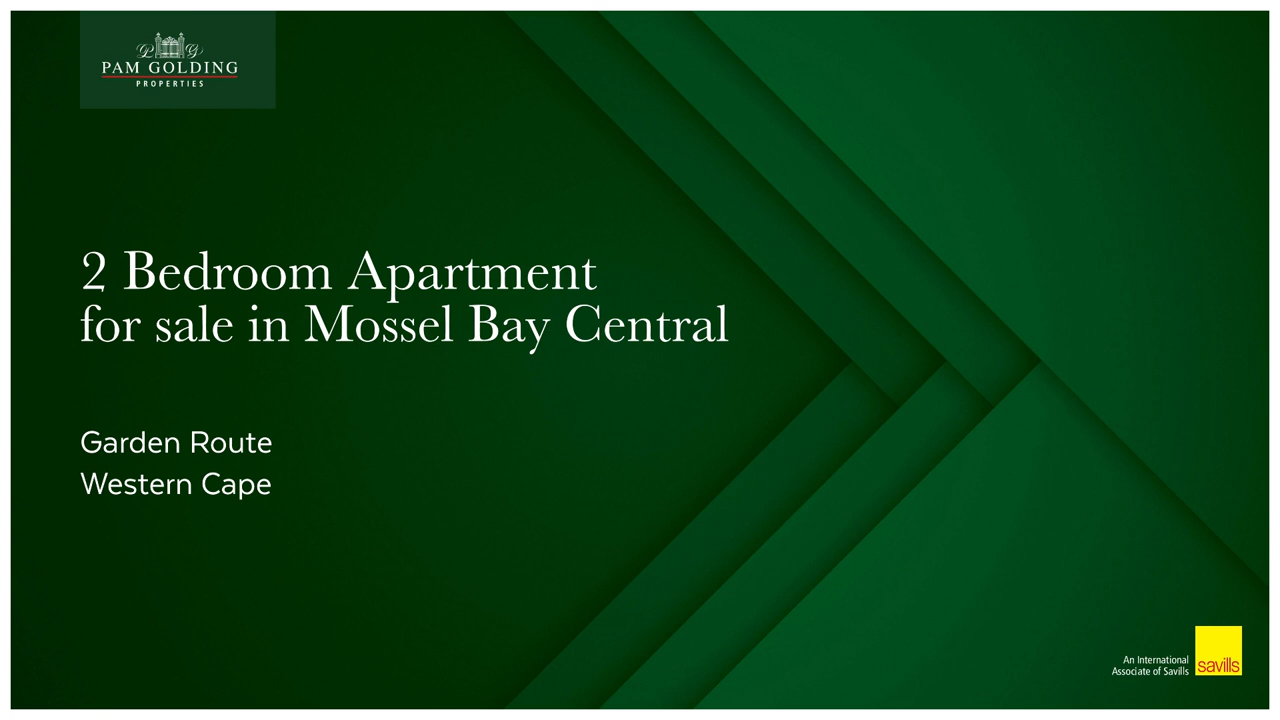 PG
PAM GOLDING
PROPERTIES
2 Bedroom Apartment
for sale in Mossel Bay Central
Garden Route
Western Cape
An International
Associate of Savills
savills